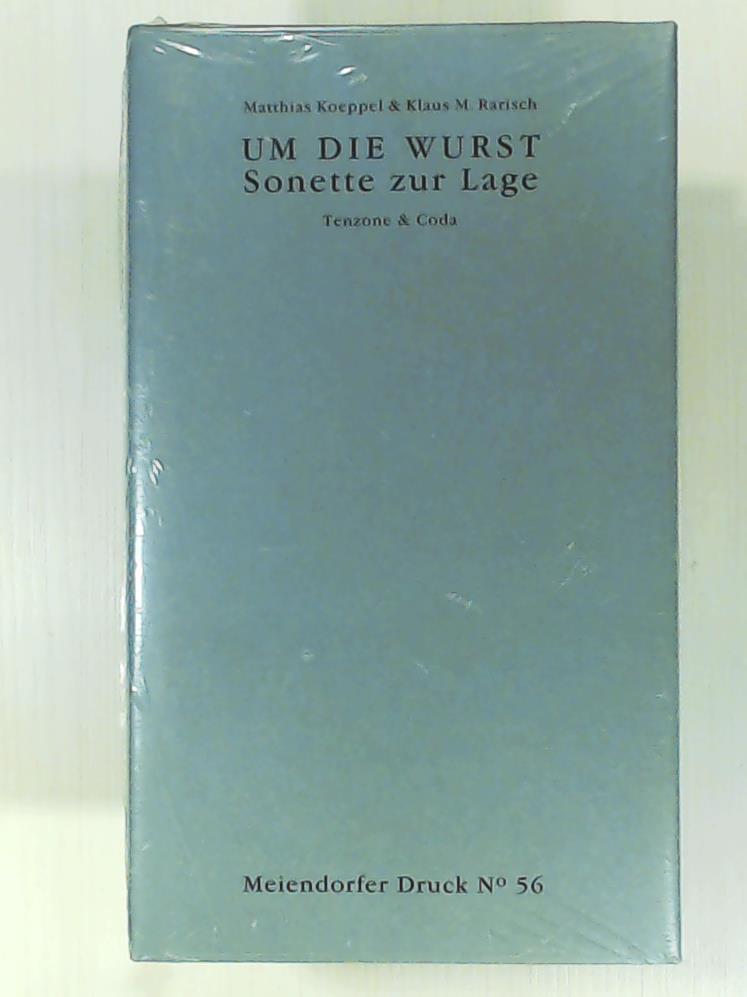 Matthias Koeppel & Klaus M. Rarisch
UM DIE WURST
Sonette zur Lage
Tenzone & Coda
Meiendorfer Druck Nº 56